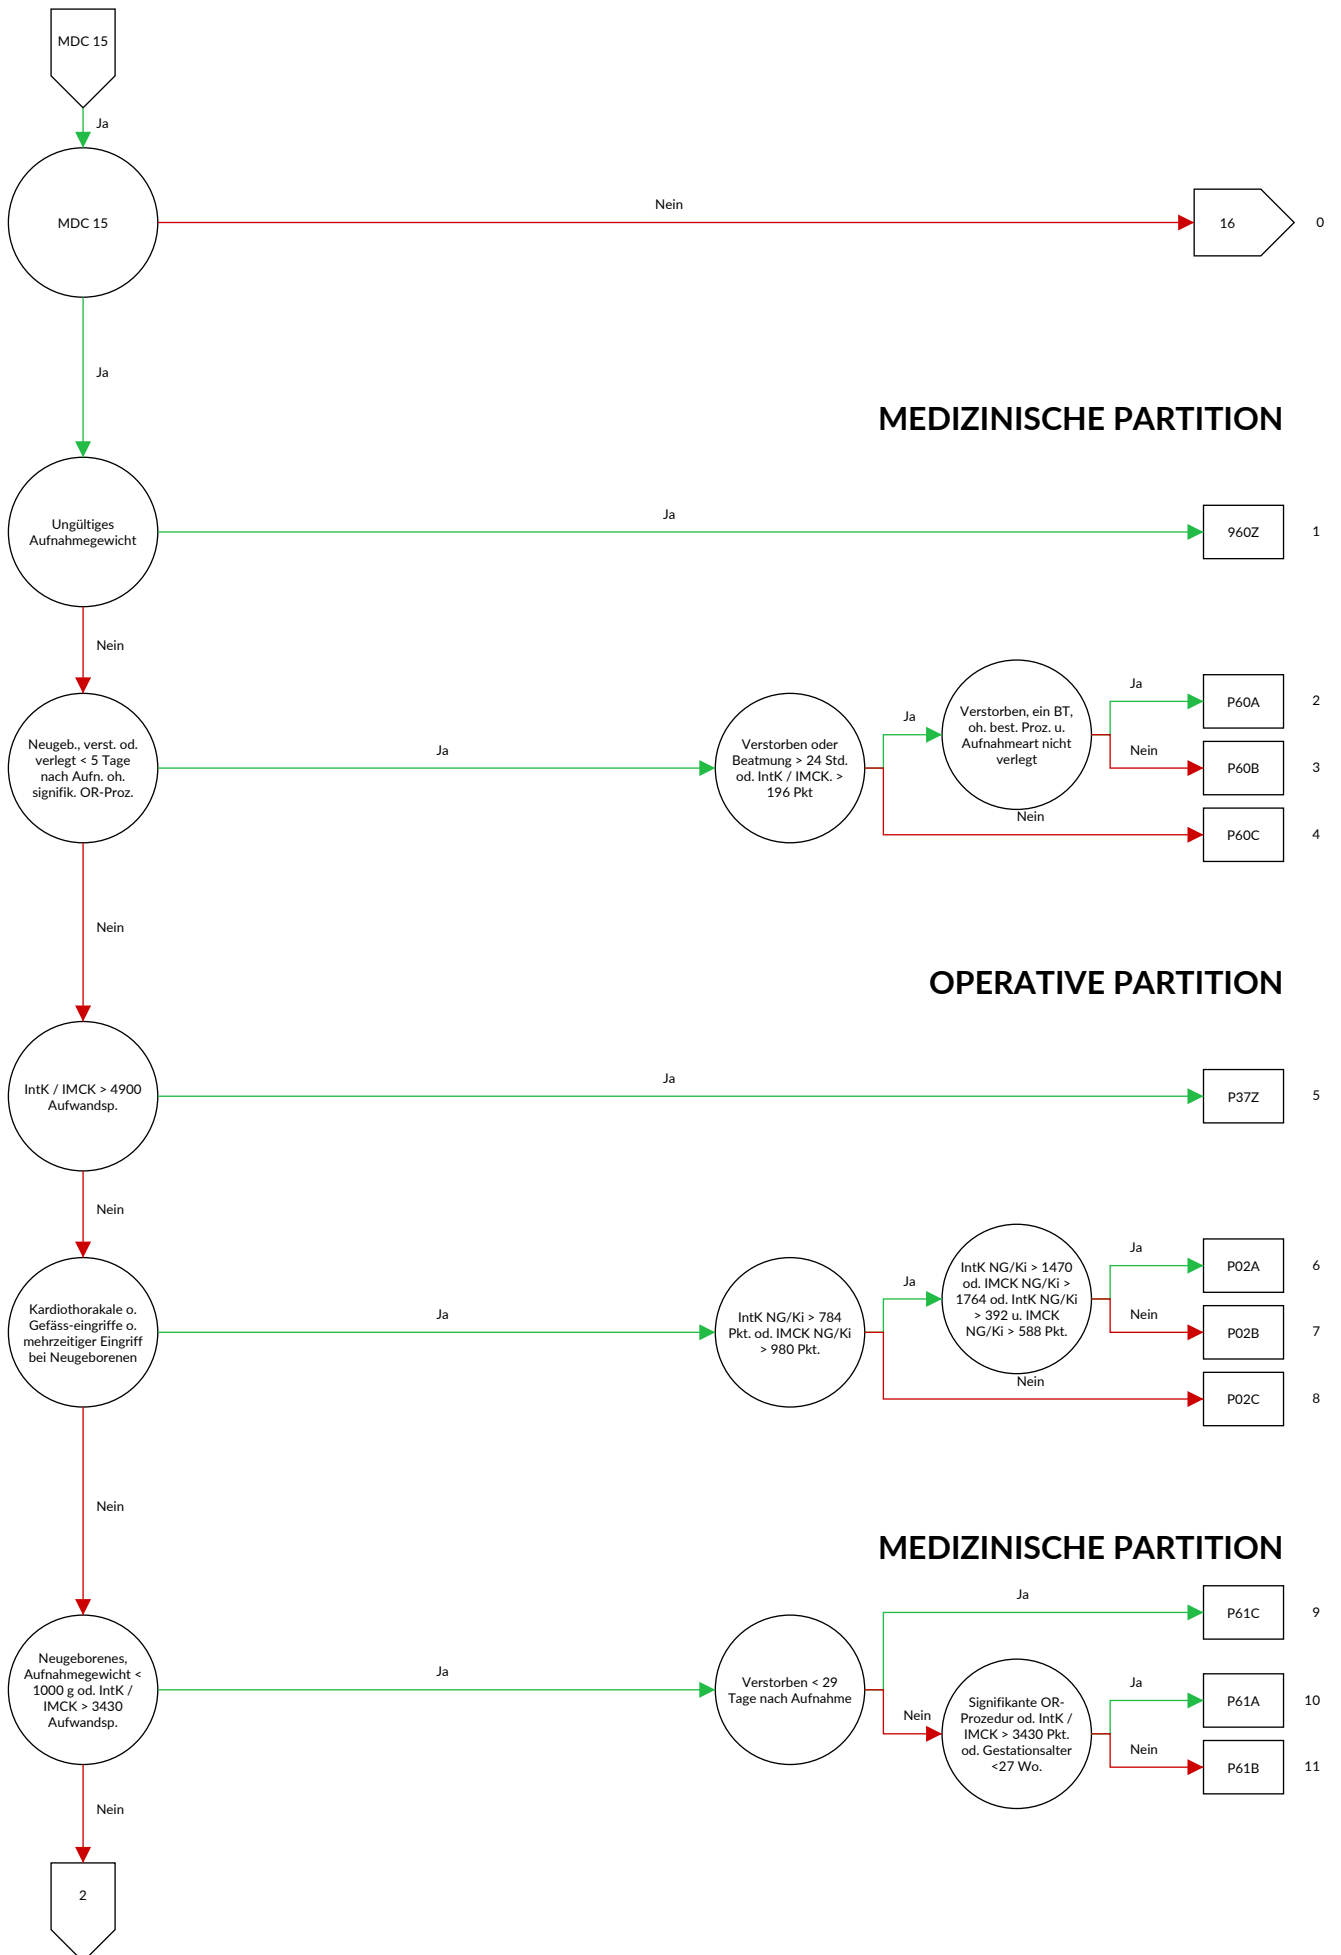 MDC 15
Ja
MDC 15
Nein
16
0
Ja
MEDIZINISCHE PARTITION
Ungültiges
Aufnahmegewicht
Ja
960Z
1
Nein
Neugeb., verst. od.
verlegt < 5 Tage
nach Aufn. oh.
signifik. OR-Proz.
Ja
Verstorben oder
Beatmung > 24 Std.
od. IntK / IMCK. >
196 Pkt
Ja
Verstorben, ein BT,
oh. best. Proz. u.
Aufnahmeart nicht
verlegt
Ja
P60A
2
Nein
P60B
3
Nein
P60C
4
Nein
OPERATIVE PARTITION
IntK / IMCK > 4900
Aufwandsp.
Ja
P37Z
5
Nein
Kardiothorakale o.
Gefäss-eingriffe o.
mehrzeitiger Eingriff
bei Neugeborenen
Ja
IntK NG/Ki > 784
Pkt. od. IMCK NG/Ki
> 980 Pkt.
Ja
IntK NG/Ki > 1470
od. IMCK NG/Ki >
1764 od. IntK NG/Ki
> 392 u. IMCK
NG/Ki > 588 Pkt.
Ja
P02A
6
Nein
P02B
7
Nein
P02C
8
Nein
MEDIZINISCHE PARTITION
Neugeborenes,
Aufnahmegewicht <
1000 g od. IntK /
IMCK > 3430
Aufwandsp.
Ja
Verstorben < 29
Tage nach Aufnahme
Ja
P61C
9
Nein
Signifikante OR-
Prozedur od. IntK /
IMCK > 3430 Pkt.
od. Gestationsalter
<27 Wo.
Ja
P61A
10
Nein
P61B
11
Nein
2